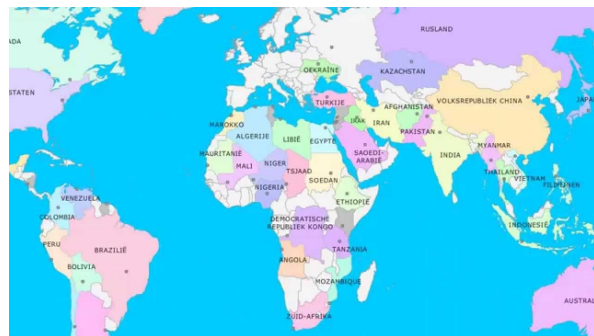 RUSLAND
ADA
OEKRAÏNE
KAZACHSTAN
STATEN
TURKIJE
AFGHANISTAN
VOLKSREPUBLIEK CHINA
JAPA
MAROKKO
IRAK
IRAN
ALGERIJE
LIBIË
EGYPTE
PAKISTAN
SAOEDI-
ARABIË
MAURITANIË
MALI
NIGER
TSJAAD
SOEDAN
INDIA
MYANMAR
THAILAND
VIETNAM
FILIPIJNEN
NIGERIA
ETHIOPIË
VENEZUELA
COLOMBIA
DEMOCRATISCHE
REPUBLIEK KONGO
INDONESIË
PERU
BRAZILIË
TANZANIA
ANGOLA
BOLIVIA
MOZAMBIQUE
ZUID-AFRIKA
AUSTRAL